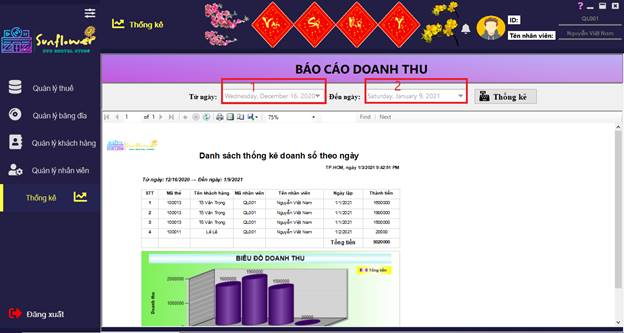 Sunflower
DVD RENTAL STORE
Quản lý thuê
Quản lý băng đĩa
Quản lý khách hàng
Quản lý nhân viên
Thống kê
Đăng xuất
Thống kê
Vạn Sự Như Ý
?
ID: QL001
Tên nhân viên: Nguyễn Việt Nam
BÁO CÁO DOANH THU
1 2
Từ ngày: Wednesday, December 16, 2020 Đến ngày: Saturday, January 9, 2021 Thống kê
1 of 1 75% Find | Next
Sunflower
Danh sách thống kê doanh số theo ngày
TP.HCM, ngày 1/3/2021 9:42:51 PM
Từ ngày: 12/16/2020 -- Đến ngày: 1/9/2021
STT Mã thẻ Tên khách hàng Mã nhân viên Tên nhân viên Ngày lập Thành tiền
1 100013 Tô Văn Trọng QL001 Nguyễn Việt Nam 1/1/2021 1500000
2 100013 Tô Văn Trọng QL001 Nguyễn Việt Nam 1/1/2021 1900000
3 100013 Tô Văn Trọng QL001 Nguyễn Việt Nam 1/1/2021 1600000
4 100011 Lê Lê QL001 Nguyễn Việt Nam 1/2/2021 20000
Tổng tiền 5020000
BIỂU ĐỒ DOANH THU
Tổng tiền
Doanh thu
2000000
1000000
1900000
20000